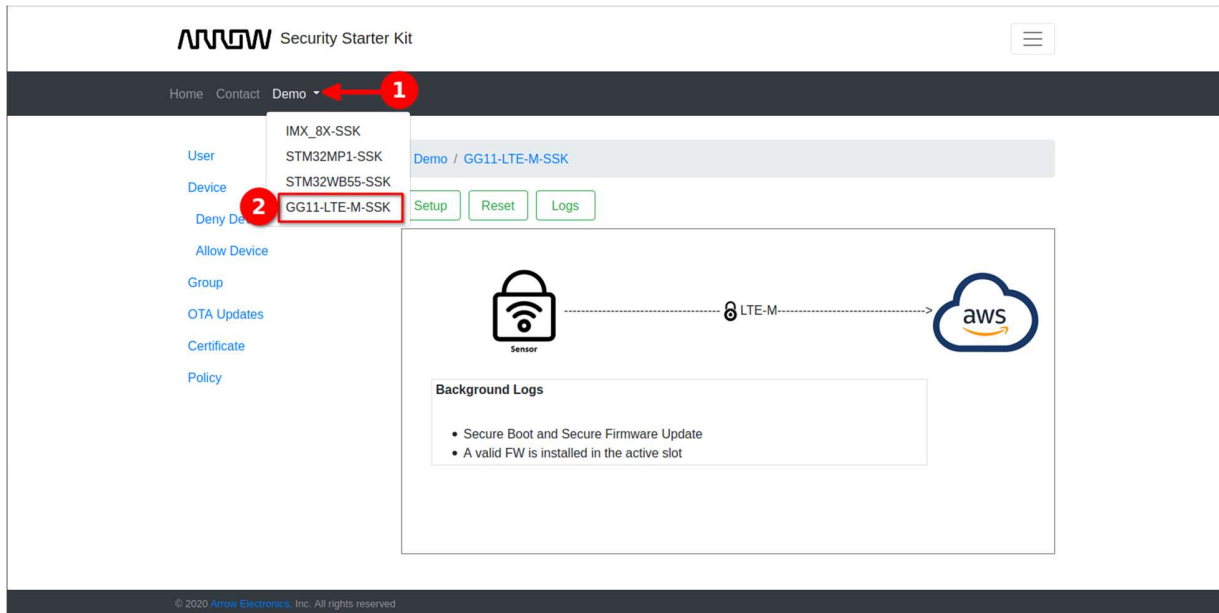 ARROW Security Starter Kit
Home Contact Demo 1
IMX_8X-SSK
STM32MP1-SSK
STM32WB55-SSK
2 GG11-LTE-M-SSK
User
Device
Deny De
Allow Device
Group
OTA Updates
Certificate
Policy
Demo / GG11-LTE-M-SSK
Setup Reset Logs
Sensor
LTE-M
aws
Background Logs
• Secure Boot and Secure Firmware Update
• A valid FW is installed in the active slot
© 2020 Arrow Electronics, Inc. All rights reserved